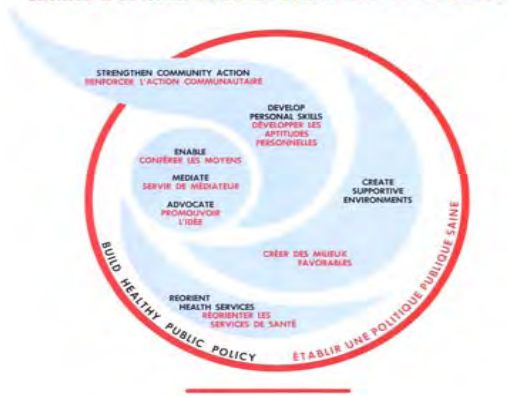 STRENGTHEN COMMUNITY ACTION
RENFORCER L'ACTION COMMUNAUTAIRE
DEVELOP
PERSONAL SKILLS
DÉVELOPPER LES
APTITUDES
PERSONNELLES
ENABLE
CONFÉRER LES MOYENS
MEDIATE
SERVIR DE MÉDIATEUR
ADVOCATE
PROMOUVOIR
L'IDÉE
CREATE
SUPPORTIVE
ENVIRONMENTS
CRÉER DES MILIEUX
FAVORABLES
REORIENT
HEALTH SERVICES
RÉORIENTER LES
SERVICES DE SANTÉ
BUILD HEALTHY PUBLIC POLICY
ÉTABLIR UNE POLITIQUE PUBLIQUE SAINE